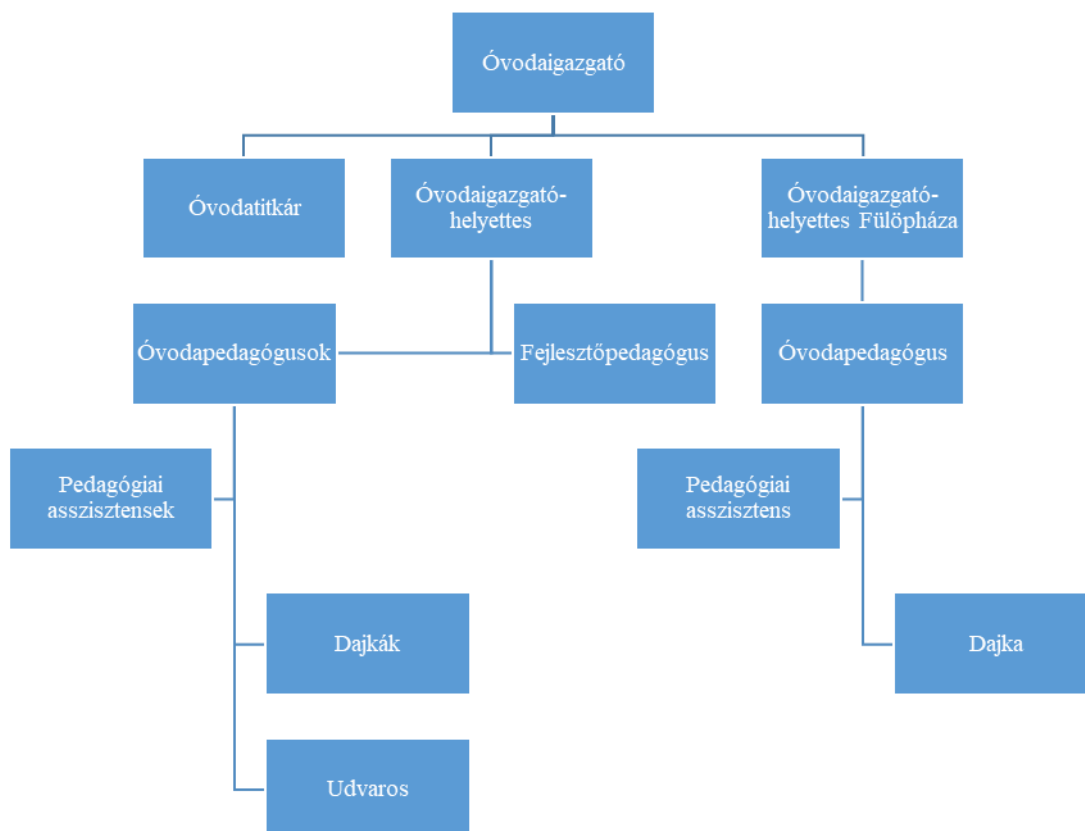 Óvodaigazgató
Óvodatitkár
Óvodaigazgató-
helyettes
Óvodaigazgató-
helyettes Fülöpháza
Óvodapedagógusok
Fejlesztőpedagógus
Óvodapedagógus
Pedagógiai
asszisztensek
Pedagógiai
asszisztens
Dajkák
Dajka
Udvaros